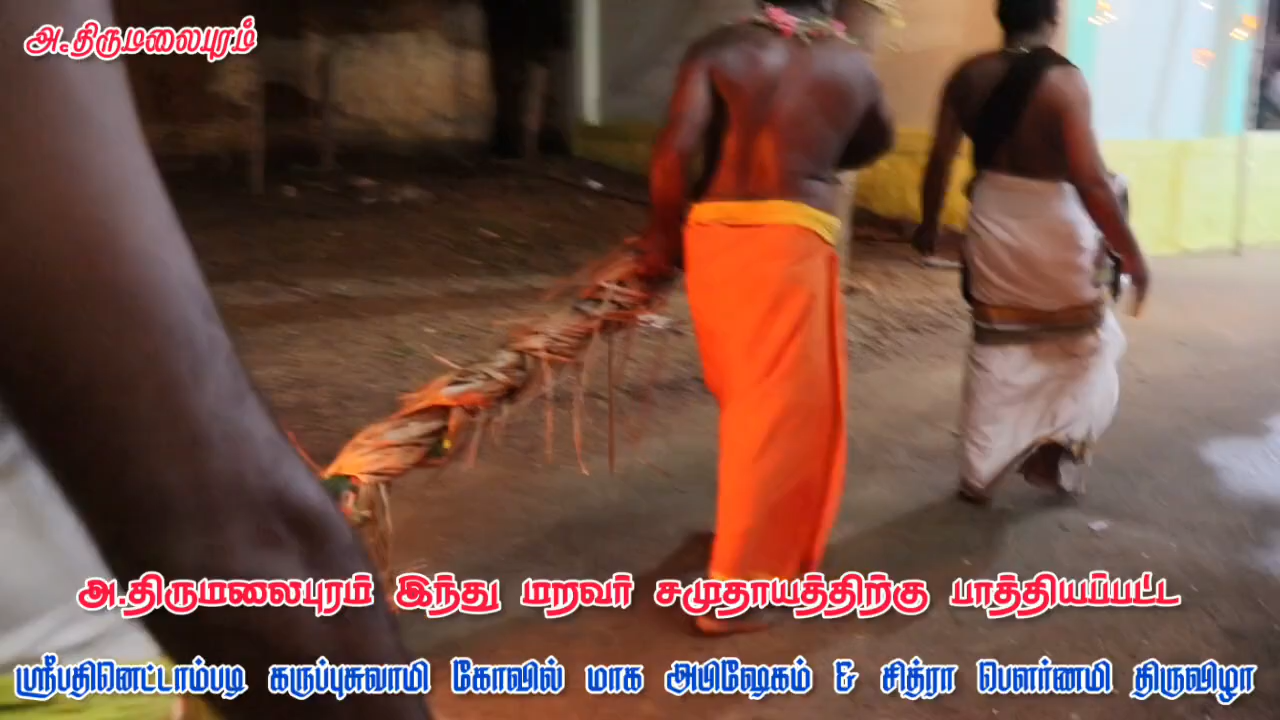 அ.திருமலைபுரம்
அ.திருமலைபுரம் இந்து மறவர் சமுதாயத்திற்கு பாத்தியப்பட்ட
ஸ்ரீபதினெட்டாம்படி கருப்புசுவாமி கோவில் மாக அபிஷேகம் & சித்ரா பௌர்ணமி திருவிழா